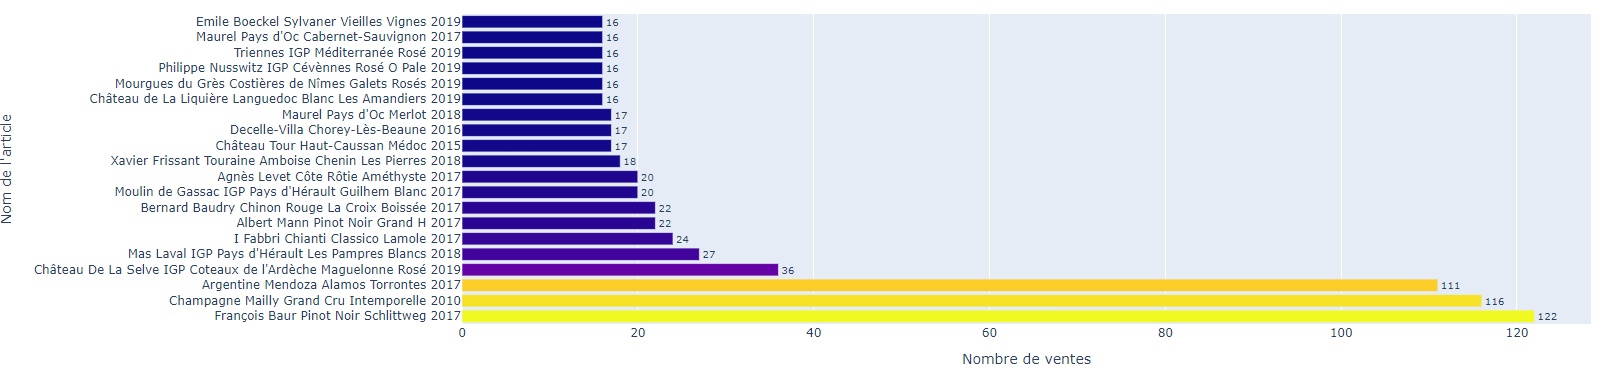 Nom de l'article
Emile Boeckel Sylvaner Vieilles Vignes 2019 16
Maurel Pays d'Oc Cabernet-Sauvignon 2017 16
Triennes IGP Méditerranée Rosé 2019 16
Philippe Nusswitz IGP Cévènnes Rosé O Pale 2019 16
Mourgues du Grès Costières de Nîmes Galets Rosés 2019 16
Château de La Liquière Languedoc Blanc Les Amandiers 2019 16
Maurel Pays d'Oc Merlot 2018 17
Decelle-Villa Chorey-Lès-Beaune 2016 17
Château Tour Haut-Caussan Médoc 2015 17
Xavier Frissant Touraine Amboise Chenin Les Pierres 2018 18
Agnès Levet Côte Rôtie Améthyste 2017 20
Moulin de Gassac IGP Pays d'Hérault Guilhem Blanc 2017 20
Bernard Baudry Chinon Rouge La Croix Boissée 2017 22
Albert Mann Pinot Noir Grand H 2017 22
I Fabbri Chianti Classico Lamole 2017 24
Mas Laval IGP Pays d'Hérault Les Pampres Blancs 2018 27
Château De La Selve IGP Coteaux de l'Ardèche Maguelonne Rosé 2019 36
Argentine Mendoza Alamos Torrontes 2017 111
Champagne Mailly Grand Cru Intemporelle 2010 116
François Baur Pinot Noir Schlittweg 2017 122
0 20 40 60 80 100 120
Nombre de ventes